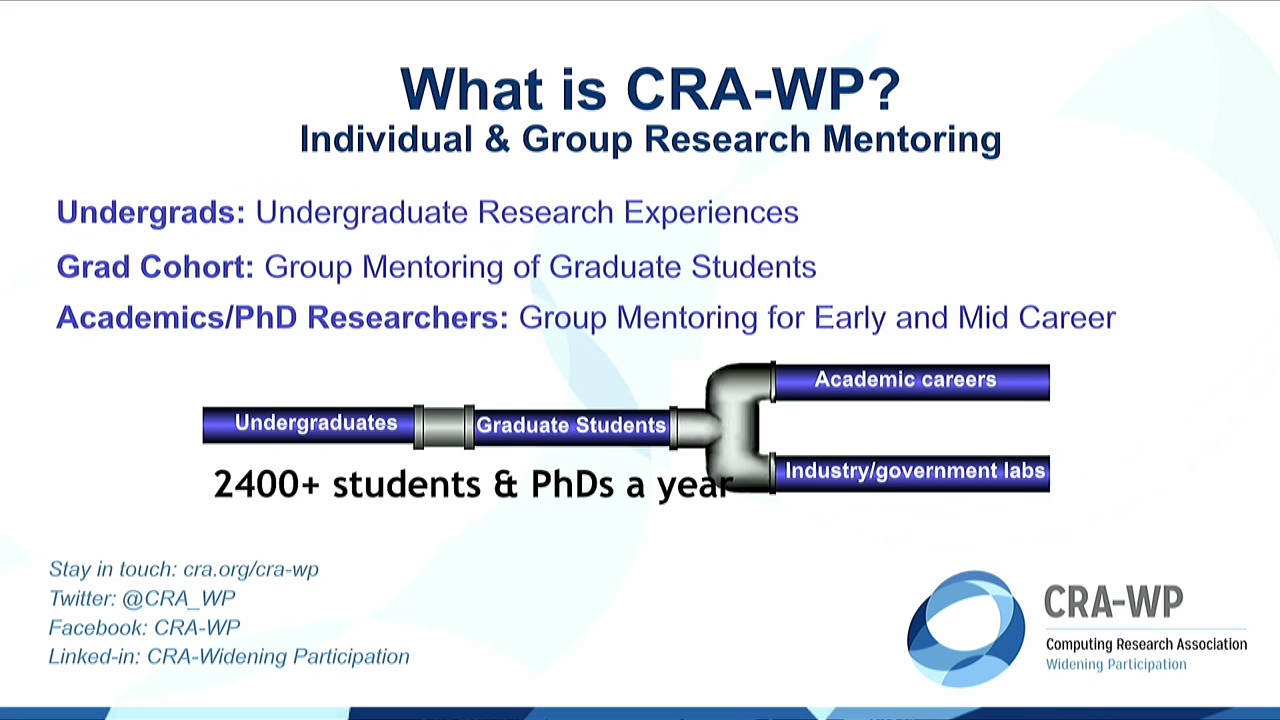 What is CRA-WP?
Individual & Group Research Mentoring
Undergrads: Undergraduate Research Experiences
Grad Cohort: Group Mentoring of Graduate Students
Academics/PhD Researchers: Group Mentoring for Early and Mid Career
Academic careers
Undergraduates
Graduate Students
Industry/government labs
2400+ students & PhDs a year
Stay in touch: cra.org/cra-wp
Twitter: @CRA_WP
Facebook: CRA-WP
Linked-in: CRA-Widening Participation
CRA-WP
Computing Research Association
Widening Participation